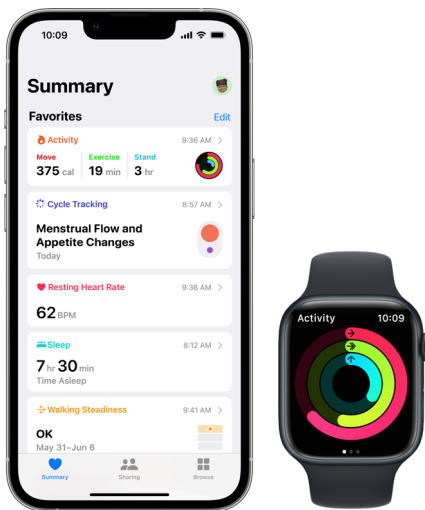 10:09
Summary
Favorites
Edit
Activity
9:36 AM
Move
Exercise
Stand
375 cal
19 min
3 hr
Cycle Tracking
8:57 AM
Menstrual Flow and
Appetite Changes
Today
Resting Heart Rate
9:36 AM
62 BPM
Sleep
8:12 AM
7 hr 30 min
Time Asleep
Walking Steadiness
9:41 AM
OK
May 31–Jun 6
Summary
Sharing
Browse
Activity
10:09